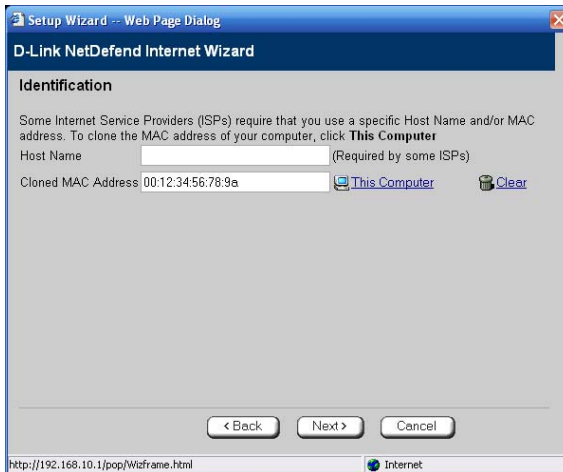 Setup Wizard -- Web Page Dialog
D-Link NetDefend Internet Wizard
Identification
Some Internet Service Providers (ISPs) require that you use a specific Host Name and/or MAC
address. To clone the MAC address of your computer, click This Computer
Host Name (Required by some ISPs)
Cloned MAC Address 00:12:34:56:78:9a This Computer Clear
< Back Next > Cancel
http://192.168.10.1/pop/Wizframe.html Internet